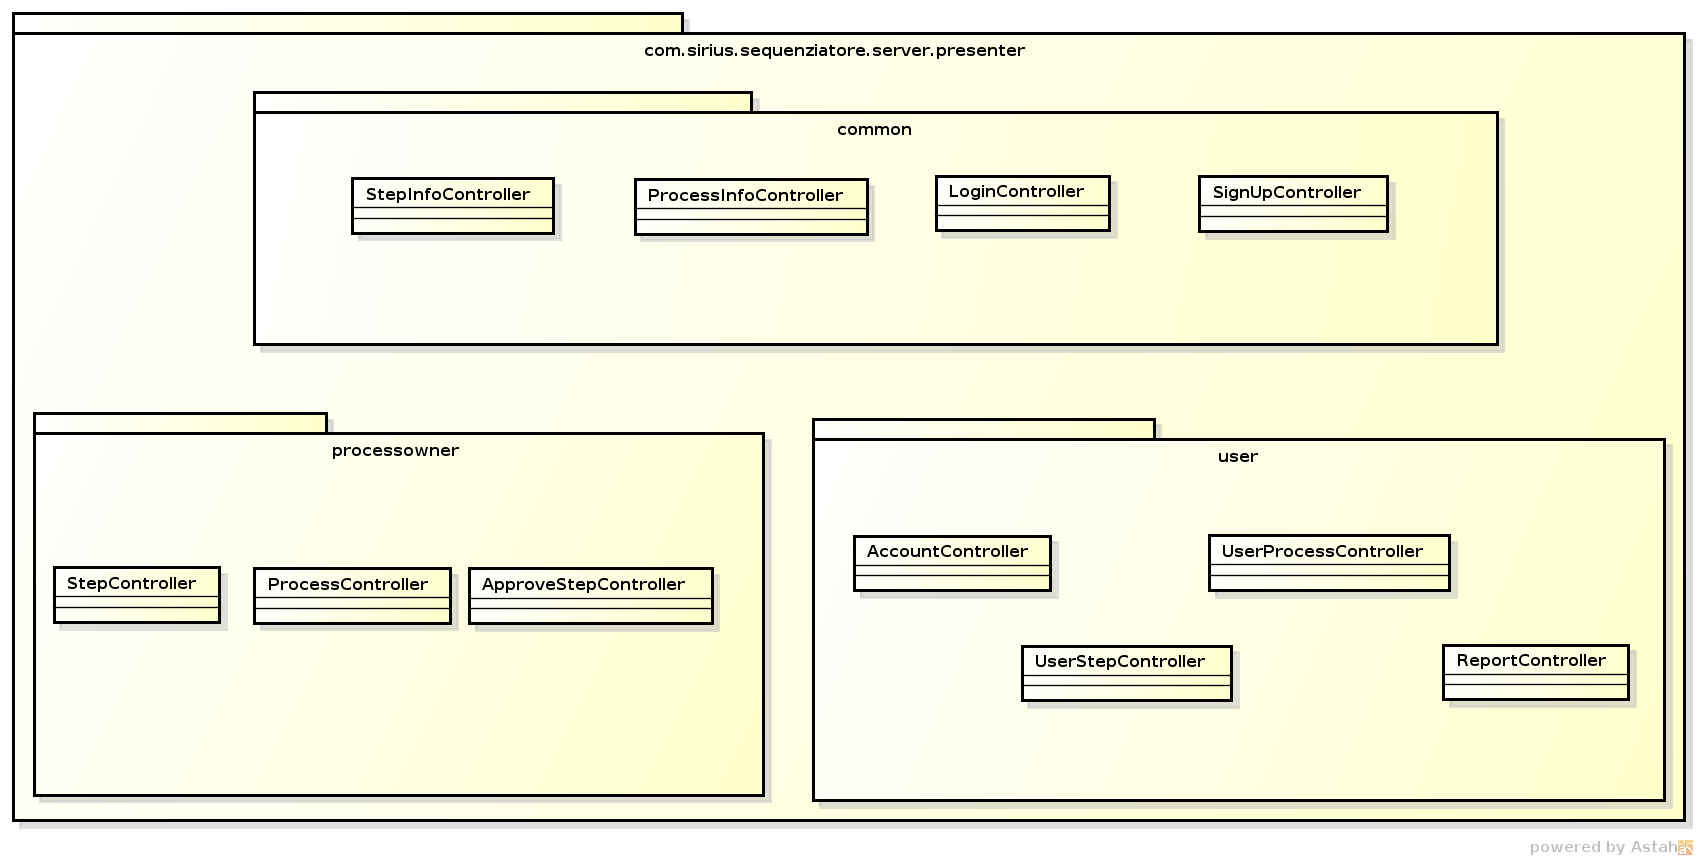 com.sirius.sequenziatore.server.presenter
common
StepInfoController
ProcessInfoController
LoginController
SignUpController
processowner
StepController
ProcessController
ApproveStepController
user
AccountController
UserProcessController
UserStepController
ReportController
powered by Astah